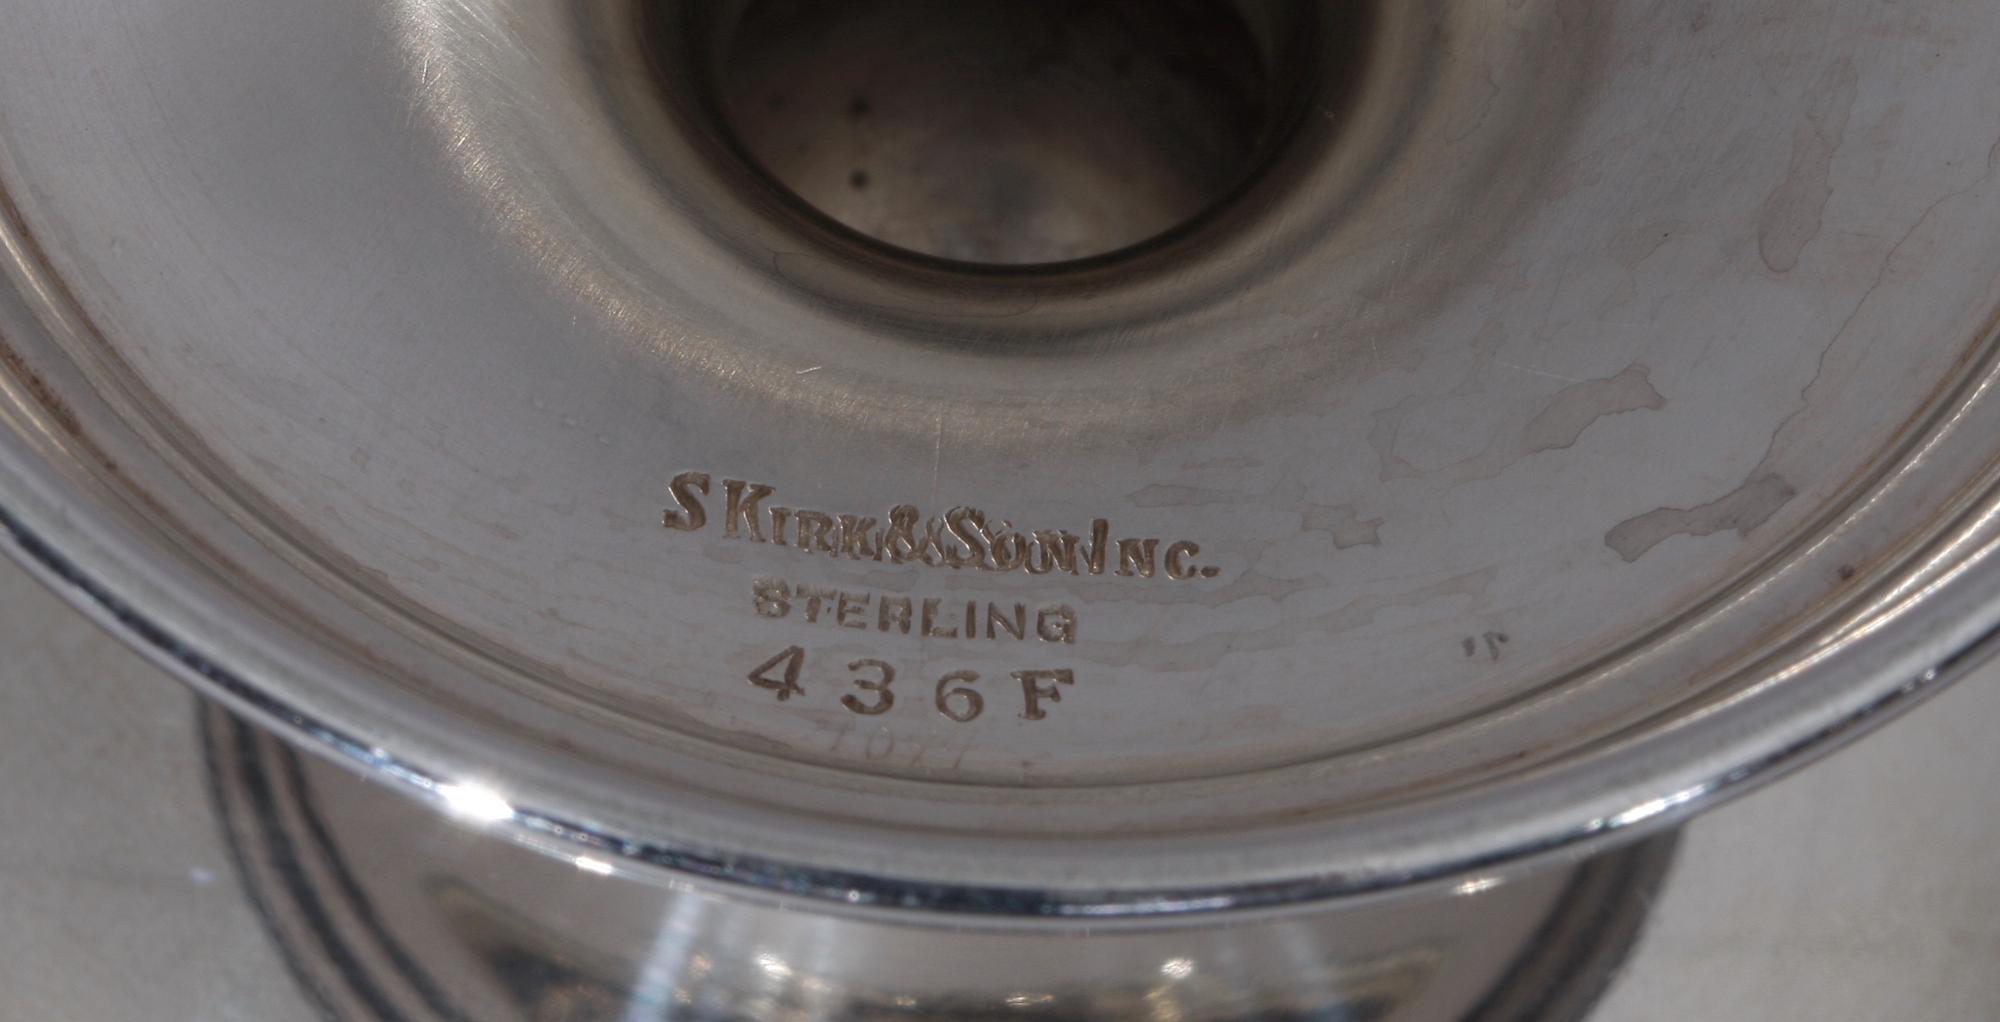 S KIRK & SON INC.
STERLING
436F